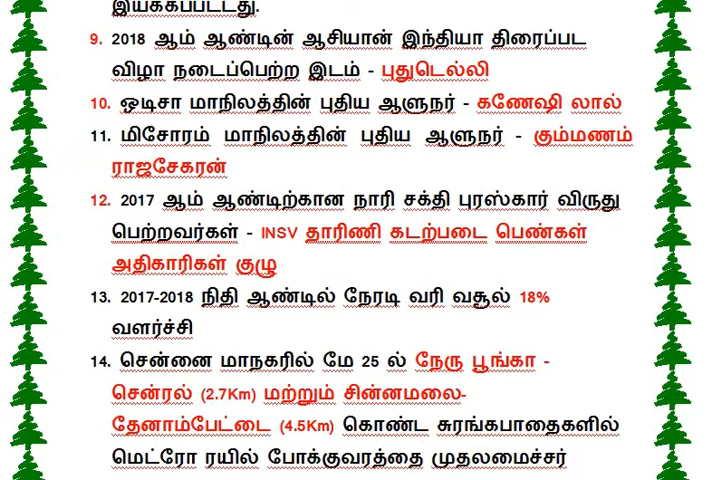 இயக்கப்பட்டது.
9. 2018 ஆம் ஆண்டின் ஆசியான் இந்தியா திரைப்பட
விழா நடைப்பெற்ற இடம் - புதுடெல்லி
10. ஒடிசா மாநிலத்தின் புதிய ஆளுநர் - கணேஷி லால்
11. மிசோரம் மாநிலத்தின் புதிய ஆளுநர் - கும்மணம்
ராஜசேகரன்
12. 2017 ஆம் ஆண்டிற்கான நாரி சக்தி புரஸ்கார் விருது
பெற்றவர்கள் - INSV தாரிணி கடற்படை பெண்கள்
அதிகாரிகள் குழு
13. 2017-2018 நிதி ஆண்டில் நேரடி வரி வசூல் 18%
வளர்ச்சி
14. சென்னை மாநகரில் மே 25 ல் நேரு பூங்கா -
சென்ரல் (2.7Km) மற்றும் சின்னமலை-
தேனாம்பேட்டை (4.5Km) கொண்ட சுரங்கபாதைகளில்
மெட்ரோ ரயில் போக்குவரத்தை முதலமைச்சர்